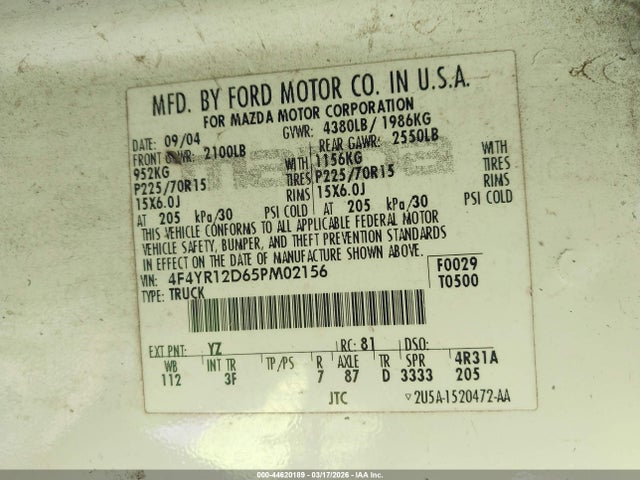 MFD. BY FORD MOTOR CO. IN U.S.A.
FOR MAZDA MOTOR CORPORATION
DATE: 09/04 GVWR: 4380LB/ 1986KG
FRONT GAWR: 2100LB REAR GAWR: 2550LB
952KG WITH 1156KG WITH
P225/70R15 TIRES P225/70R15 TIRES
15X6.0J RIMS 15X6.0J RIMS
AT 205 kPa/30 PSI COLD AT 205 kPa/30 PSI COLD
THIS VEHICLE CONFORMS TO ALL APPLICABLE FEDERAL MOTOR
VEHICLE SAFETY, BUMPER, AND THEFT PREVENTION STANDARDS
IN EFFECT ON THE DATE OF MANUFACTURE SHOWN ABOVE.
VIN: 4F4YR12D65PM02156 F0029
TYPE: TRUCK T0500
EXT PNT: YZ RC: 81 DSO:
WB INT TR TP/PS R AXLE TR SPR 4R31A
112 3F 7 87 D 3333 205
JTC ▽2U5A-1520472-AA
000-44620189 | 03/17/2026 - IAA Corp.